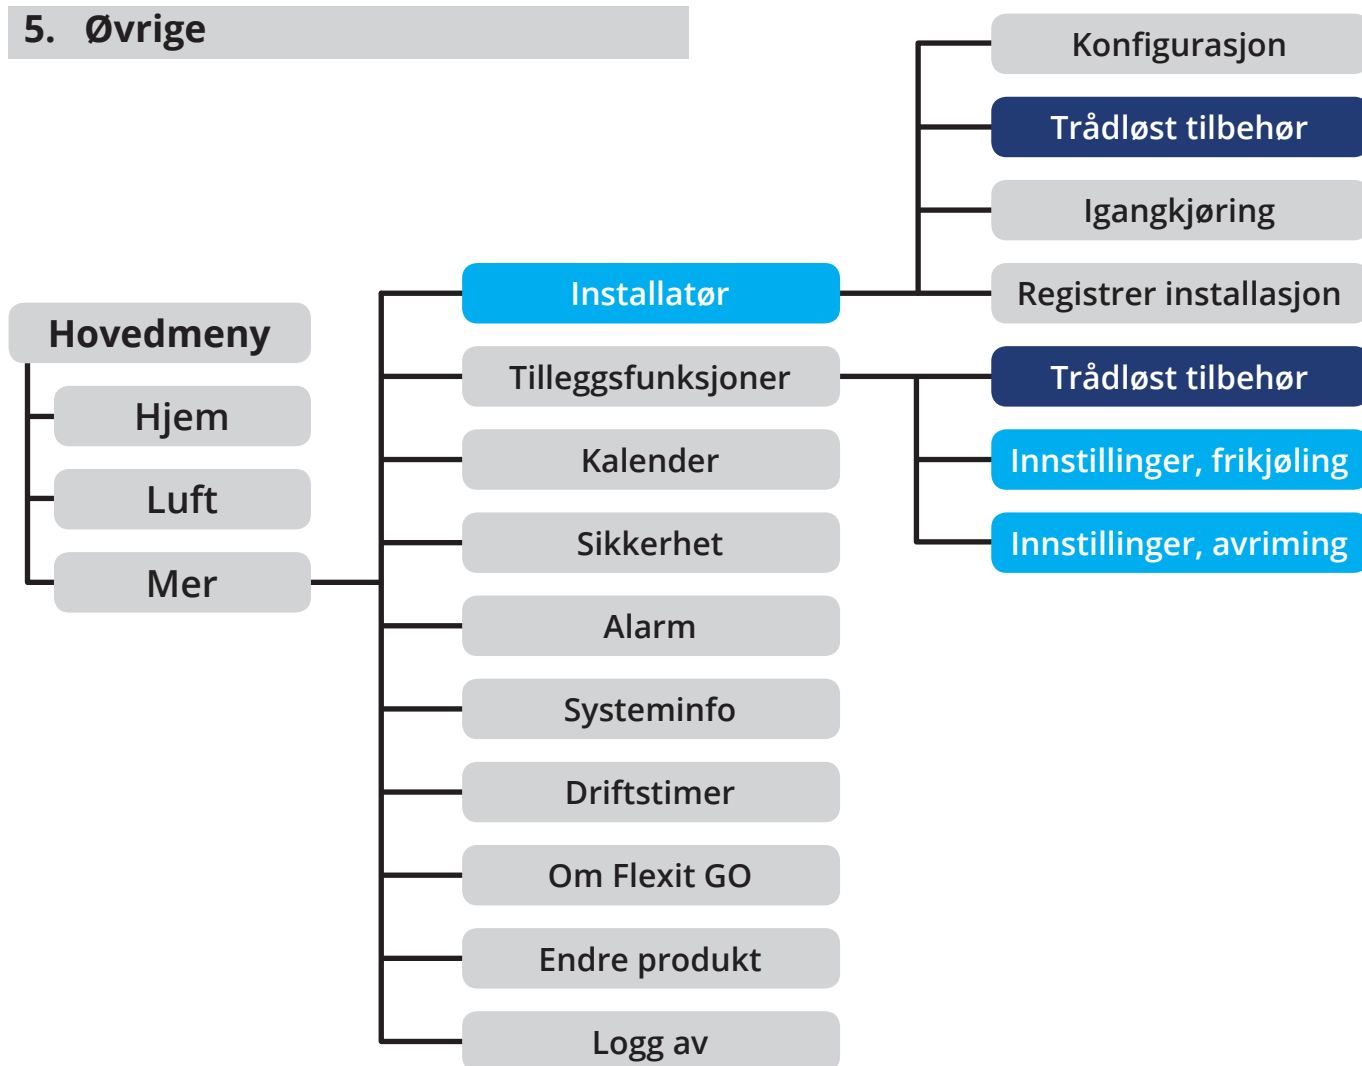 5. Øvrige
Hovedmeny
Hjem
Luft
Mer
Installatør
Tilleggsfunksjoner
Kalender
Sikkerhet
Alarm
Systeminfo
Driftstimer
Om Flexit GO
Endre produkt
Logg av
Konfigurasjon
Trådløst tilbehør
Igangkjøring
Registrer installasjon
Trådløst tilbehør
Innstillinger, frikjøling
Innstillinger, avriming